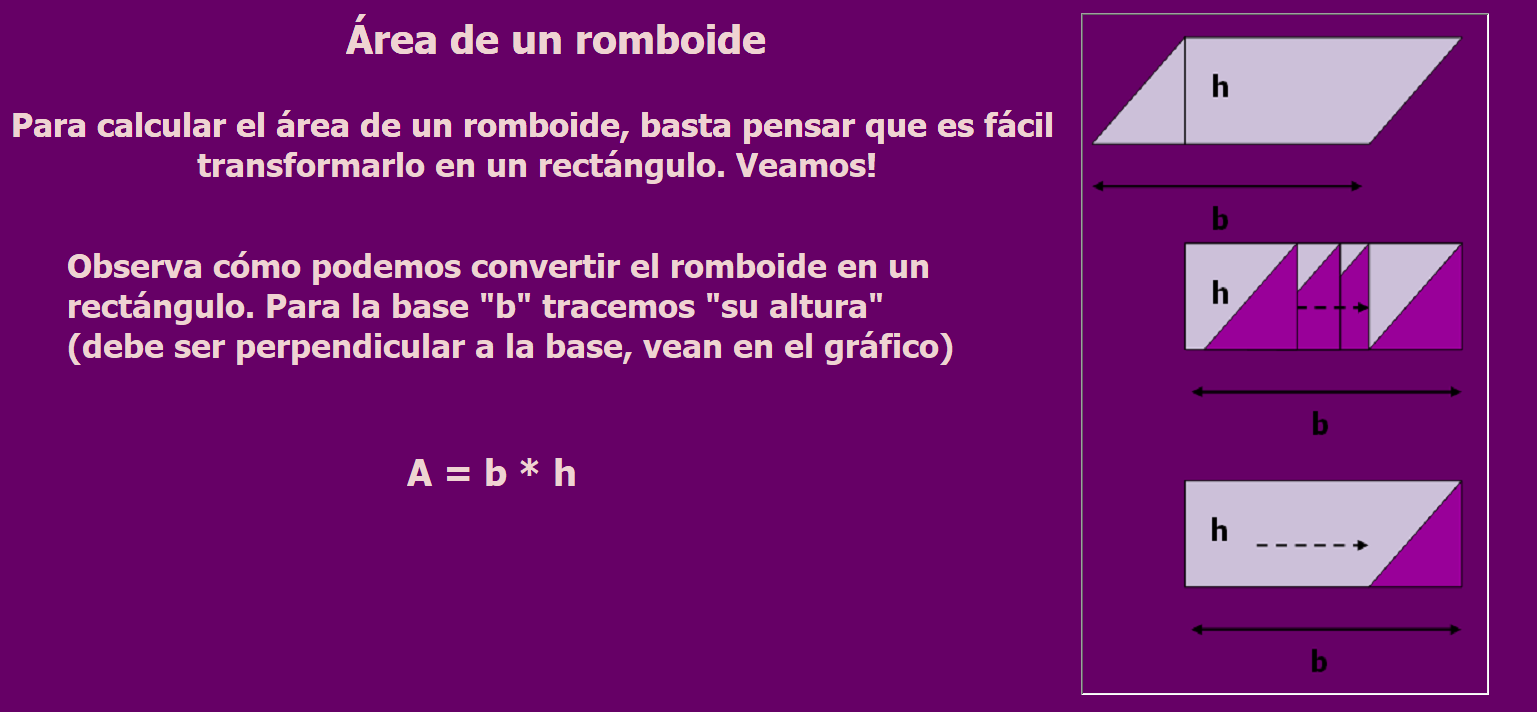 Área de un romboide
Para calcular el área de un romboide, basta pensar que es fácil
transformarlo en un rectángulo. Veamos!
Observa cómo podemos convertir el romboide en un
rectángulo. Para la base "b" tracemos "su altura"
(debe ser perpendicular a la base, vean en el gráfico)
A = b * h
h
b
h
b
h
b